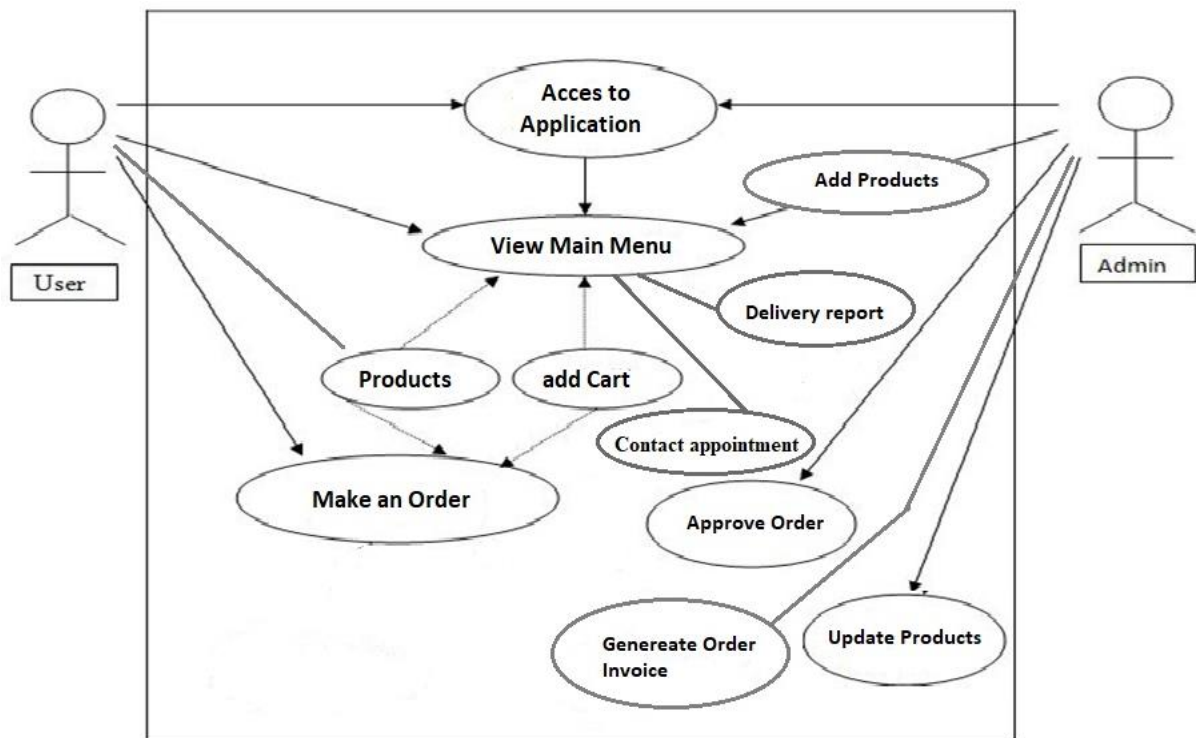 Acces to
Application
Add Products
View Main Menu
User
Admin
Delivery report
Products
add Cart
Contact appointment
Make an Order
Approve Order
Genereate Order
Invoice
Update Products